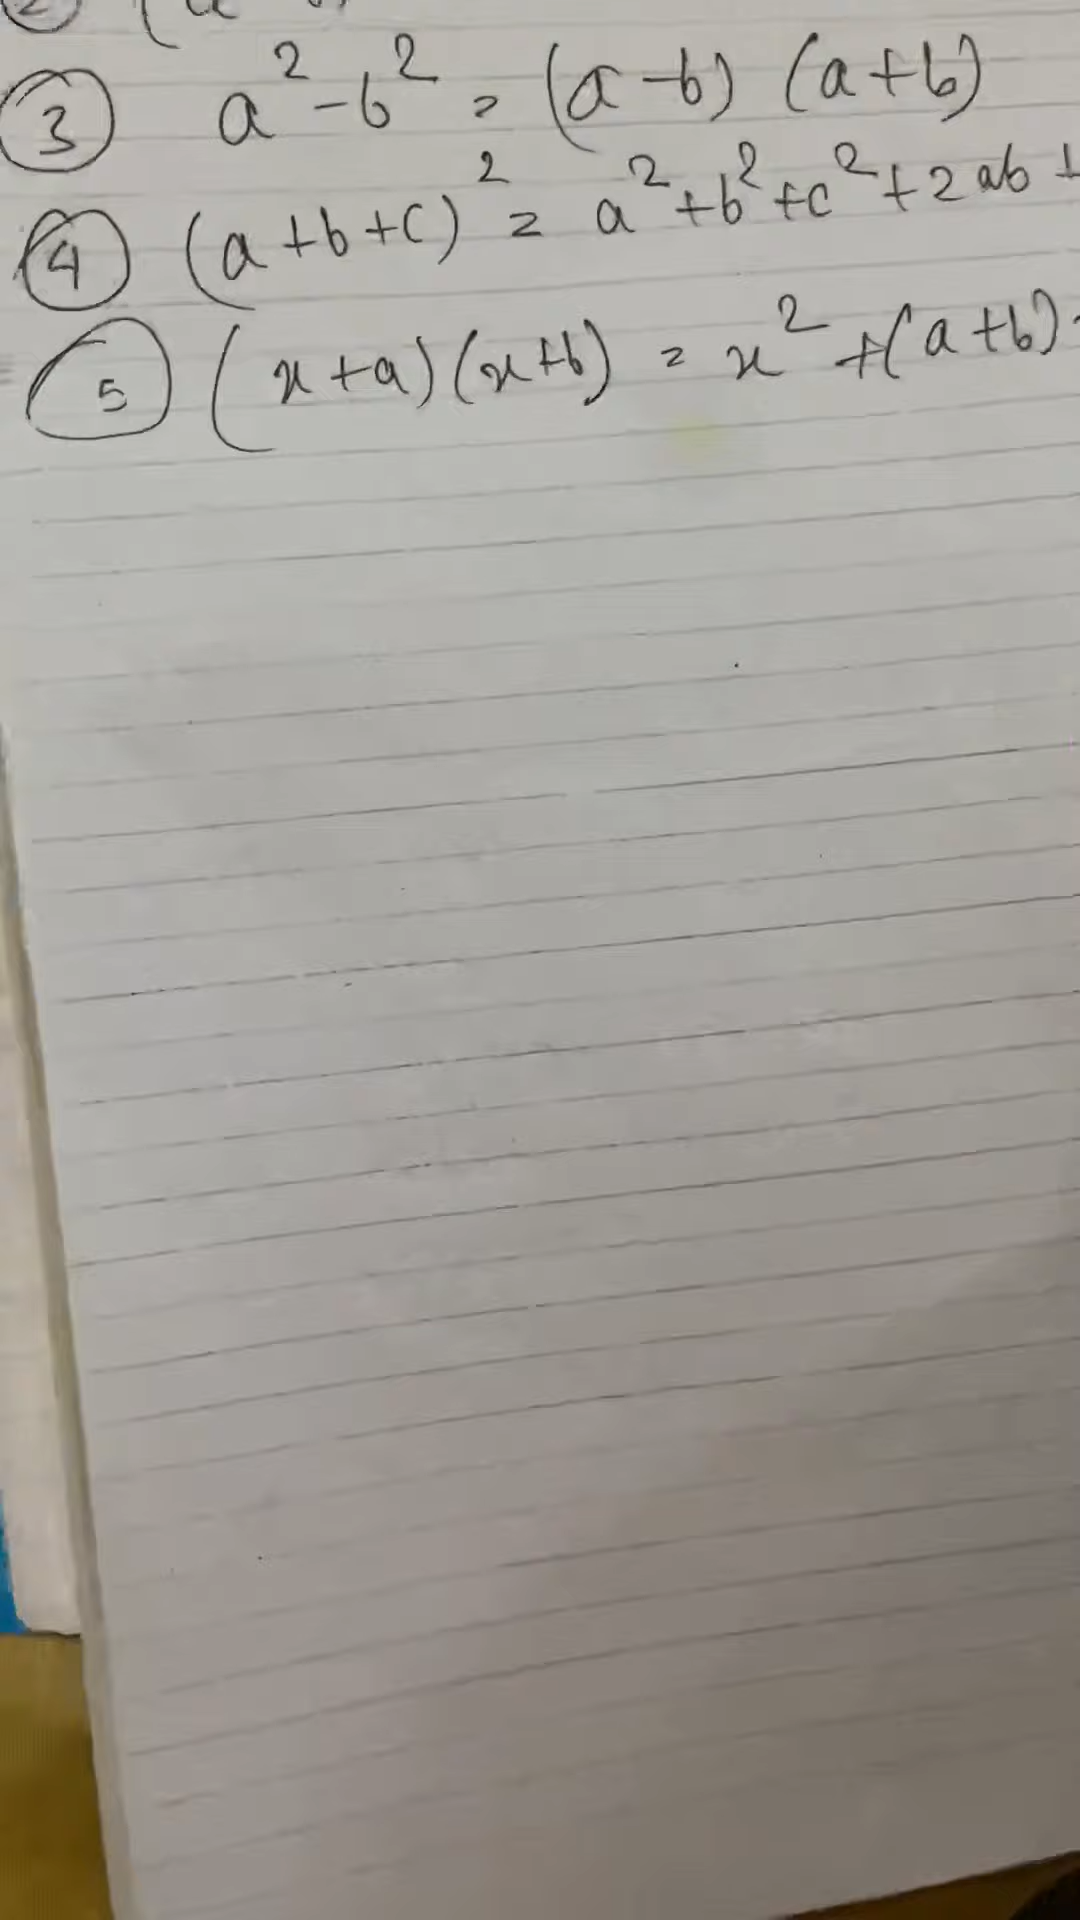 ③ a² - b² = (a - b) (a + b)
④ (a + b + c)² = a² + b² + c² + 2ab +
⑤ (x + a) (x + b) = x² + (a + b)